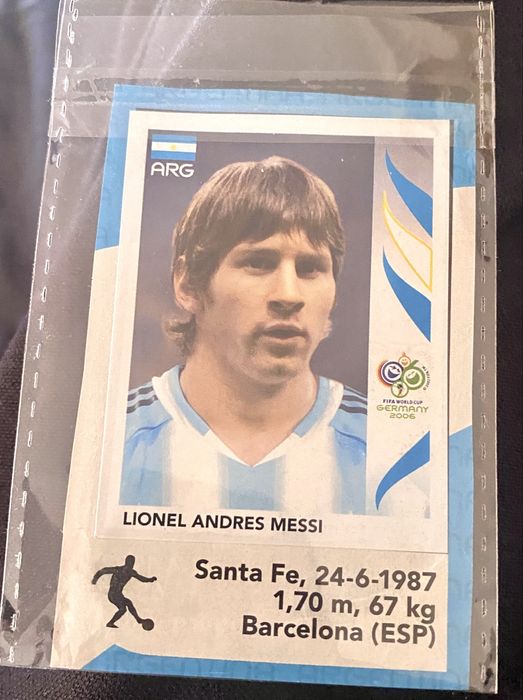 ARG
FIFA WORLD CUP
GERMANY
2006
LIONEL ANDRES MESSI
Santa Fe, 24-6-1987
1,70 m, 67 kg
Barcelona (ESP)